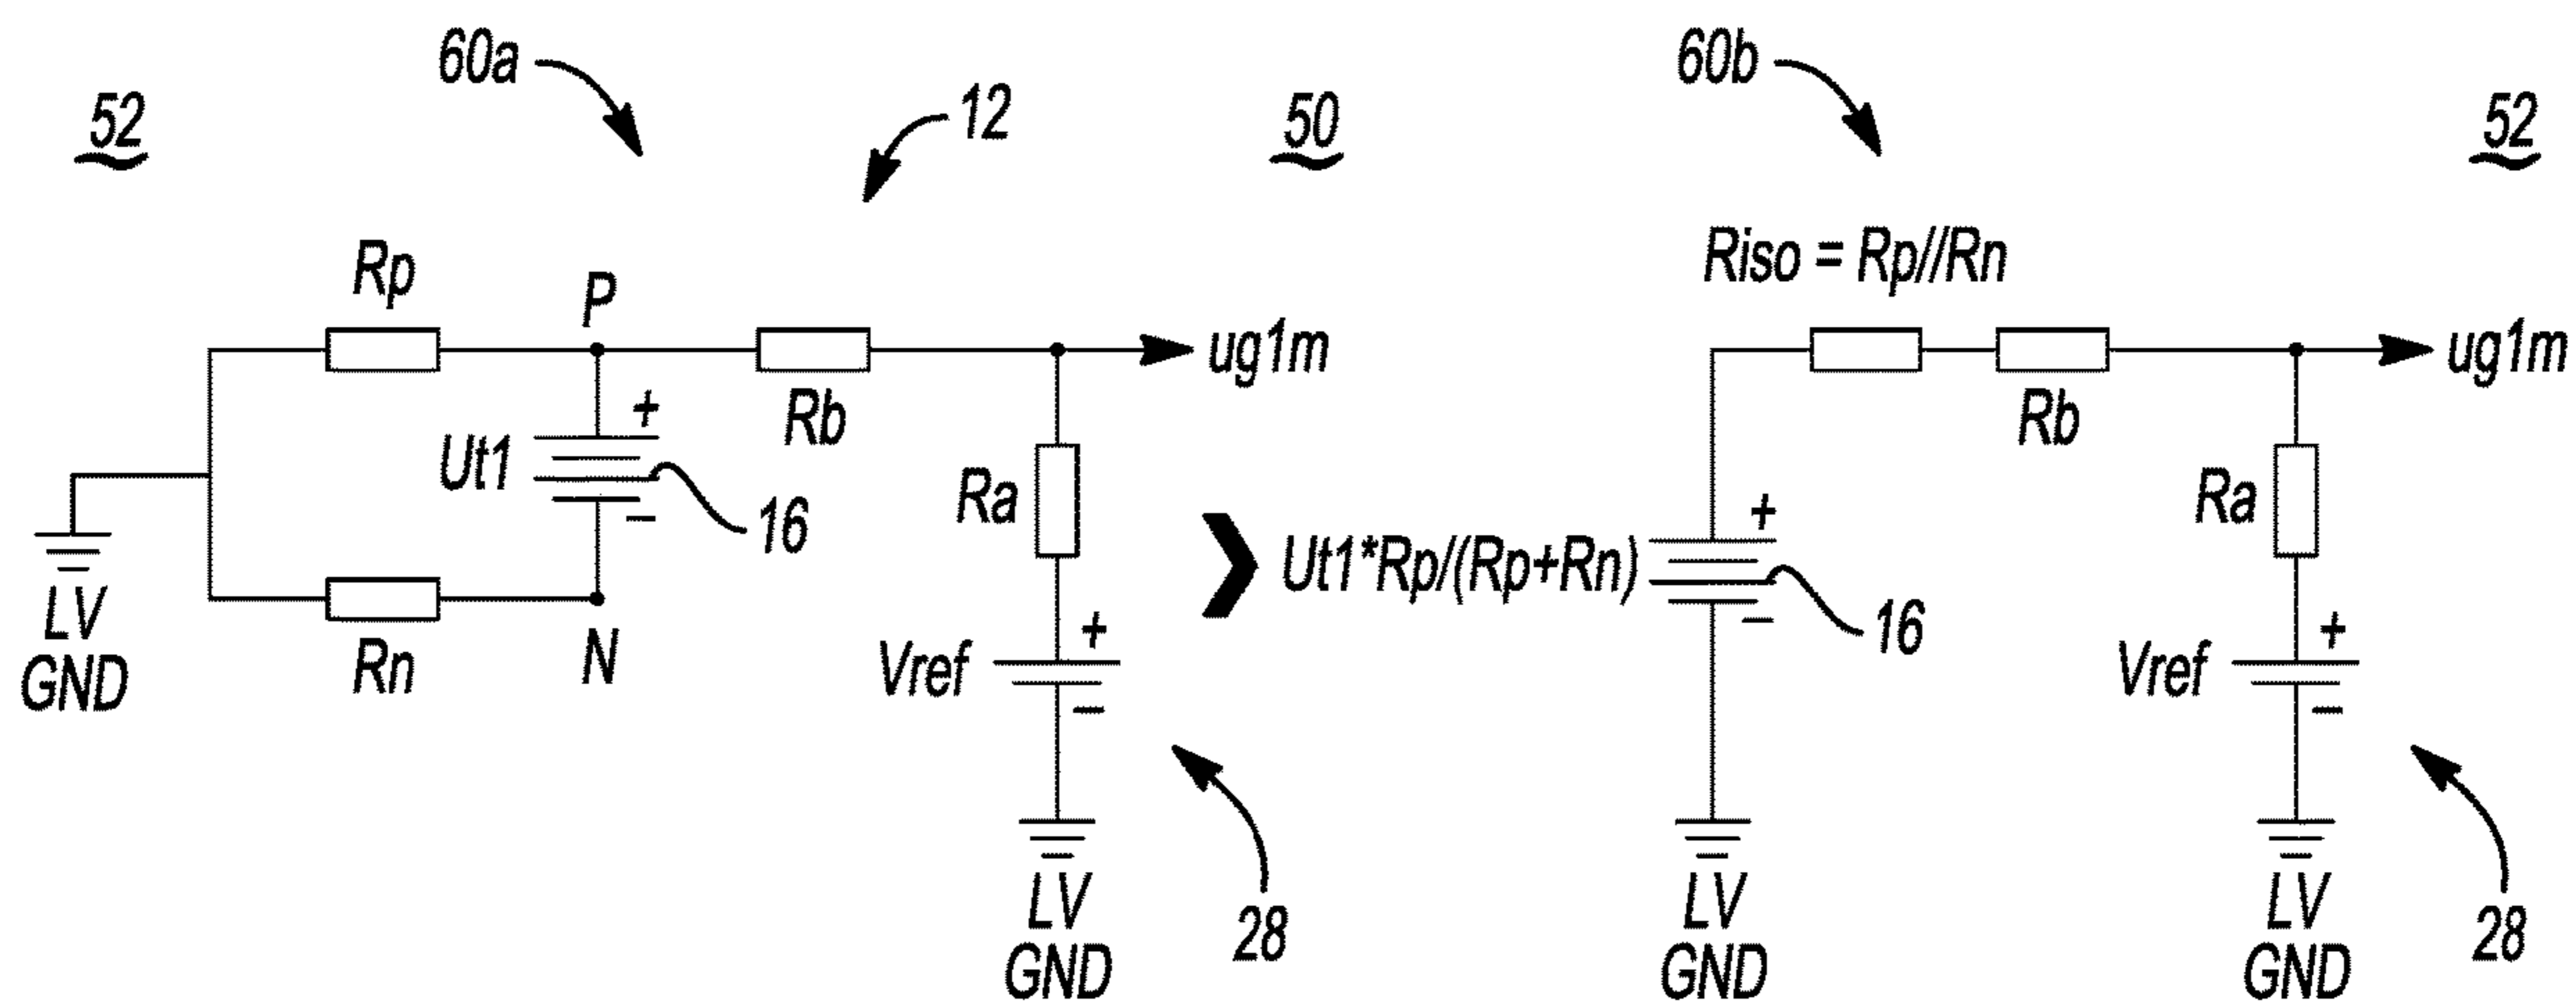 60a
12
52
50
Rp
P
Rb
ug1m
+
Ut1
−
16
Ra
LV
GND
Rn
N
Vref
+
−
LV
GND
28
60b
52
Riso = Rp//Rn
Rb
ug1m
Ut1*Rp/(Rp+Rn)
+
−
16
Ra
Vref
+
−
LV
GND
LV
GND
28